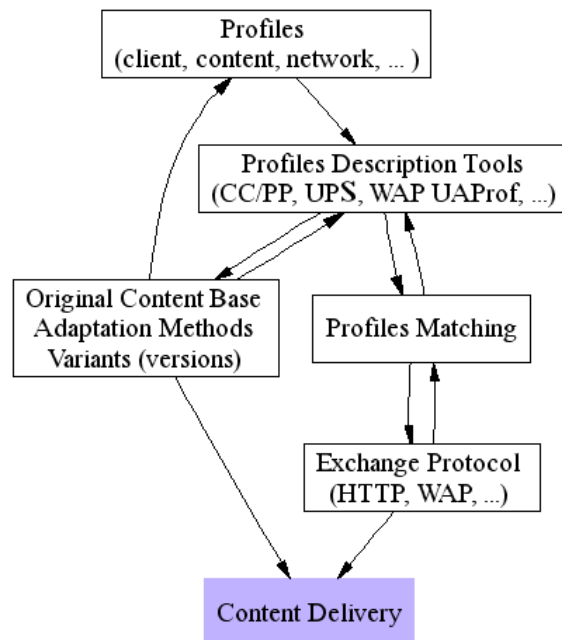 Profiles
(client, content, network, ... )
Profiles Description Tools
(CC/PP, UPS, WAP UAProf, ...)
Original Content Base
Adaptation Methods
Variants (versions)
Profiles Matching
Exchange Protocol
(HTTP, WAP, ...)
Content Delivery